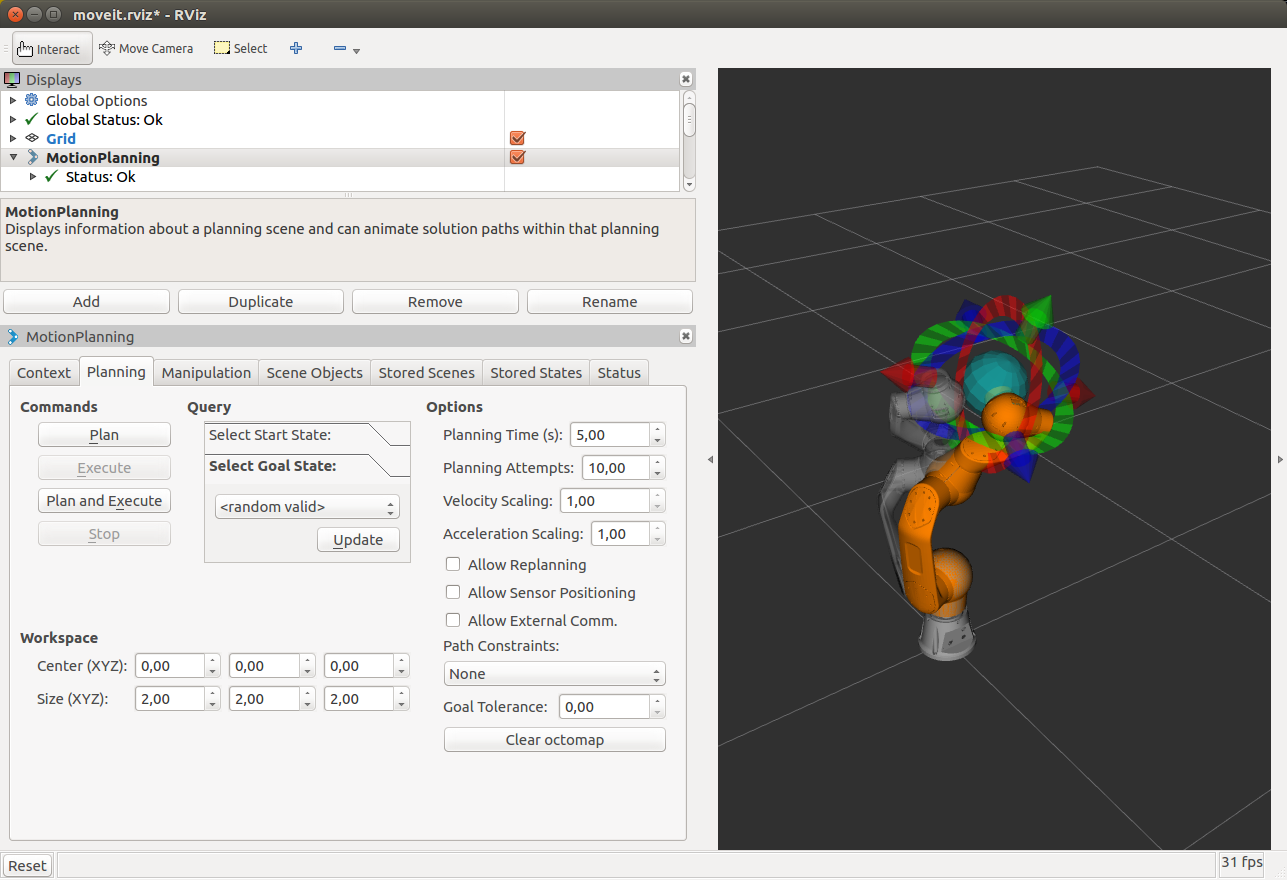 moveit.rviz* - RViz
Interact Move Camera Select
Displays
Global Options
Global Status: Ok
Grid
MotionPlanning
Status: Ok
MotionPlanning
Displays information about a planning scene and can animate solution paths within that planning
scene.
Add Duplicate Remove Rename
MotionPlanning
Context Planning Manipulation Scene Objects Stored Scenes Stored States Status
Commands
Plan
Execute
Plan and Execute
Stop
Query
Select Start State:
Select Goal State:
<random valid>
Update
Options
Planning Time (s): 5,00
Planning Attempts: 10,00
Velocity Scaling: 1,00
Acceleration Scaling: 1,00
Allow Replanning
Allow Sensor Positioning
Allow External Comm.
Path Constraints:
None
Goal Tolerance: 0,00
Clear octomap
Workspace
Center (XYZ): 0,00 0,00 0,00
Size (XYZ): 2,00 2,00 2,00
Reset
31 fps